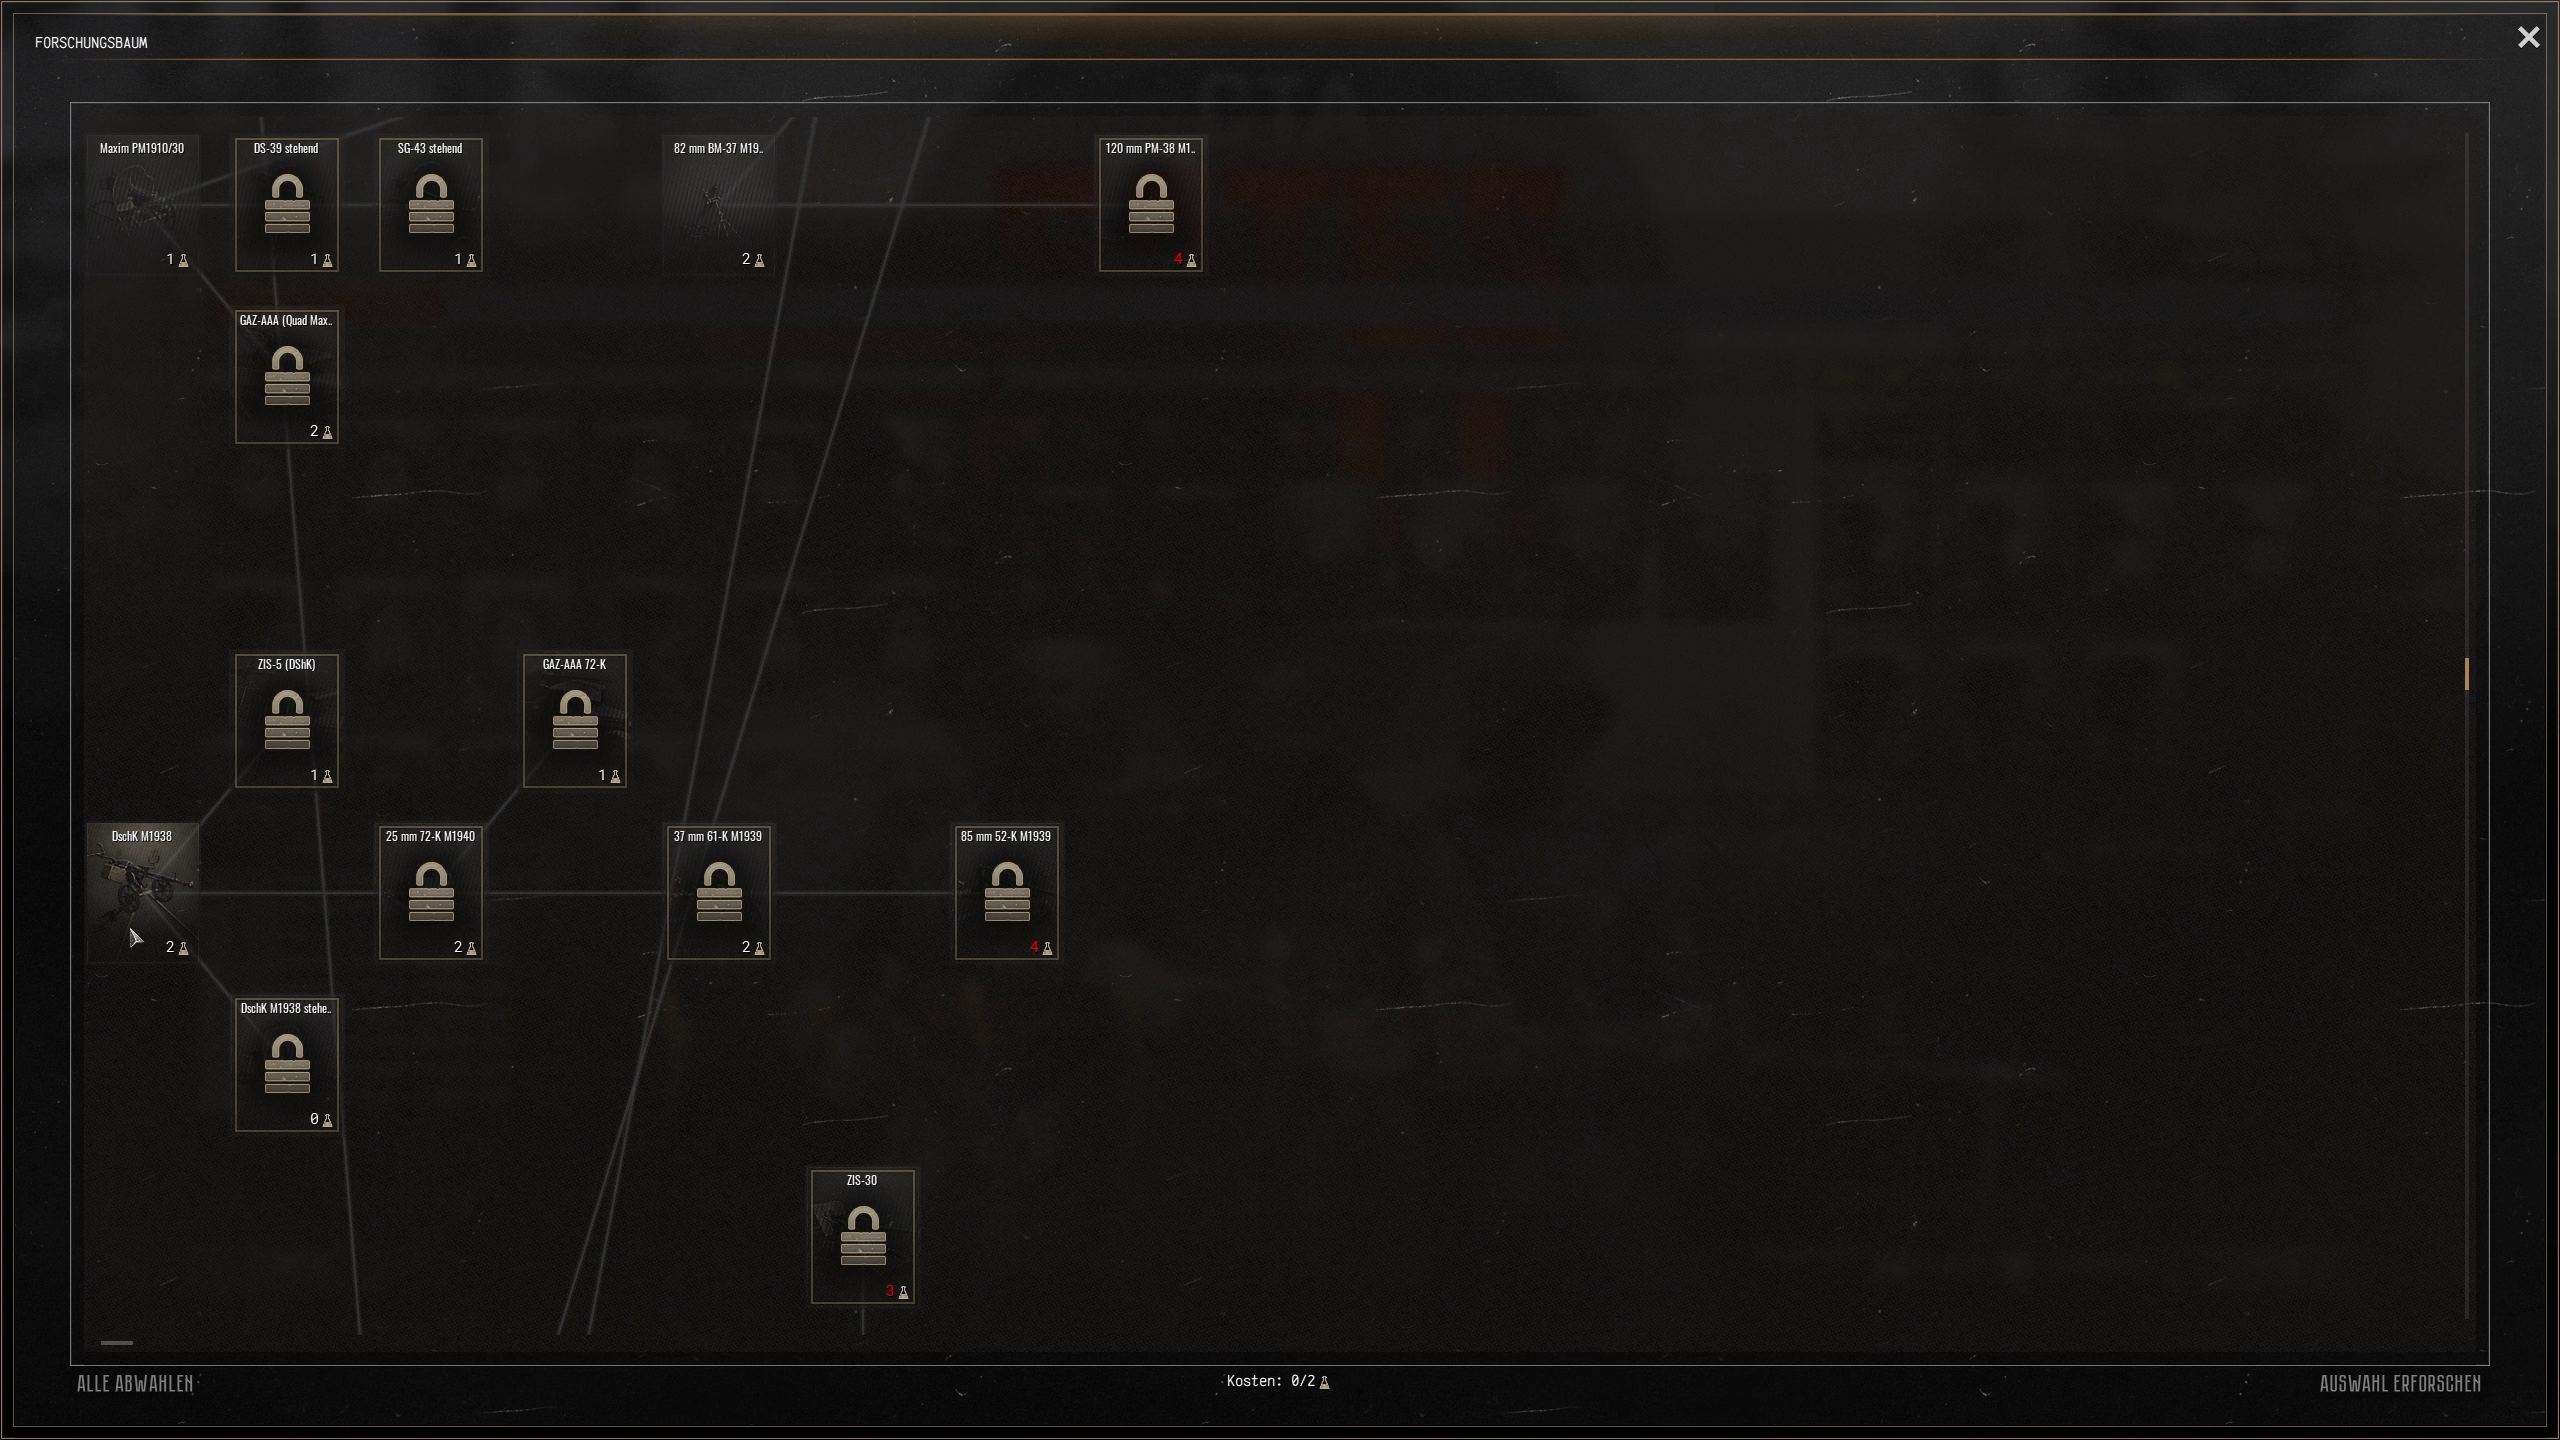 FORSCHUNGSBAUM
Maxim PM1910/30
DS-39 stehend
SG-43 stehend
82 mm BM-37 M19..
120 mm PM-38 M1..
1
1
1
2
4
GAZ-AAA (Quad Max..
2
ZIS-5 (DShK)
GAZ-AAA 72-K
1
1
DschK M1938
25 mm 72-K M1940
37 mm 61-K M1939
85 mm 52-K M1939
2
2
2
4
DschK M1938 stehe..
0
ZIS-30
3
ALLE ABWAHLEN
Kosten: 0/2
AUSWAHL ERFORSCHEN